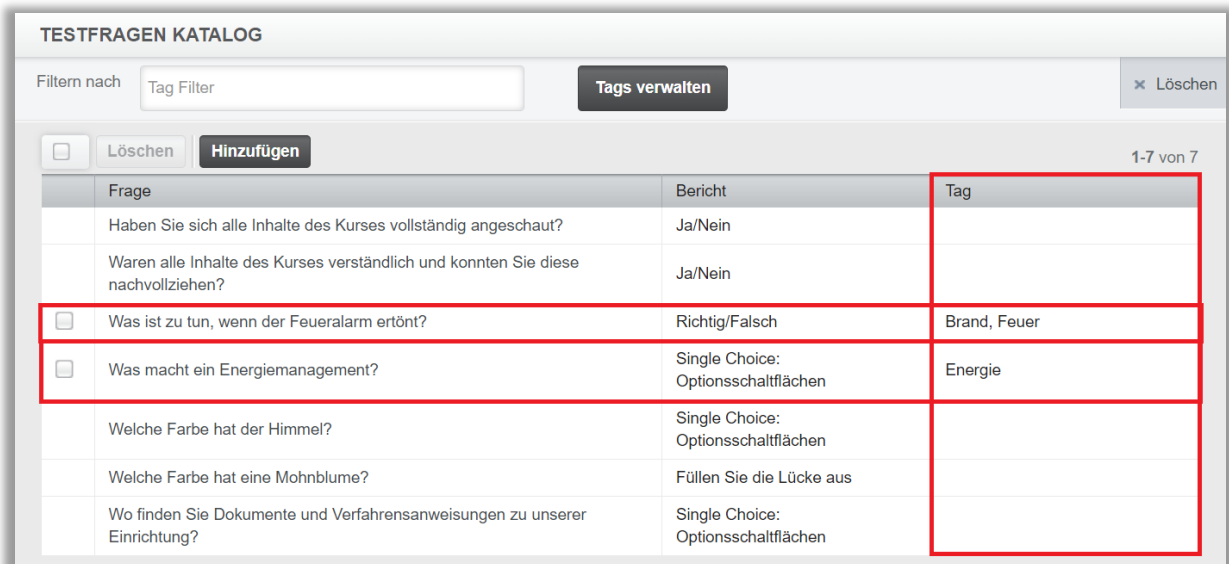 TESTFRAGEN KATALOG
Filtern nach
Tag Filter
Tags verwalten
× Löschen
Löschen
Hinzufügen
1-7 von 7
Frage
Bericht
Tag
Haben Sie sich alle Inhalte des Kurses vollständig angeschaut?
Ja/Nein
Waren alle Inhalte des Kurses verständlich und konnten Sie diese
nachvollziehen?
Ja/Nein
Was ist zu tun, wenn der Feueralarm ertönt?
Richtig/Falsch
Brand, Feuer
Was macht ein Energiemanagement?
Single Choice:
Optionsschaltflächen
Energie
Welche Farbe hat der Himmel?
Single Choice:
Optionsschaltflächen
Welche Farbe hat eine Mohnblume?
Füllen Sie die Lücke aus
Wo finden Sie Dokumente und Verfahrensanweisungen zu unserer
Einrichtung?
Single Choice:
Optionsschaltflächen